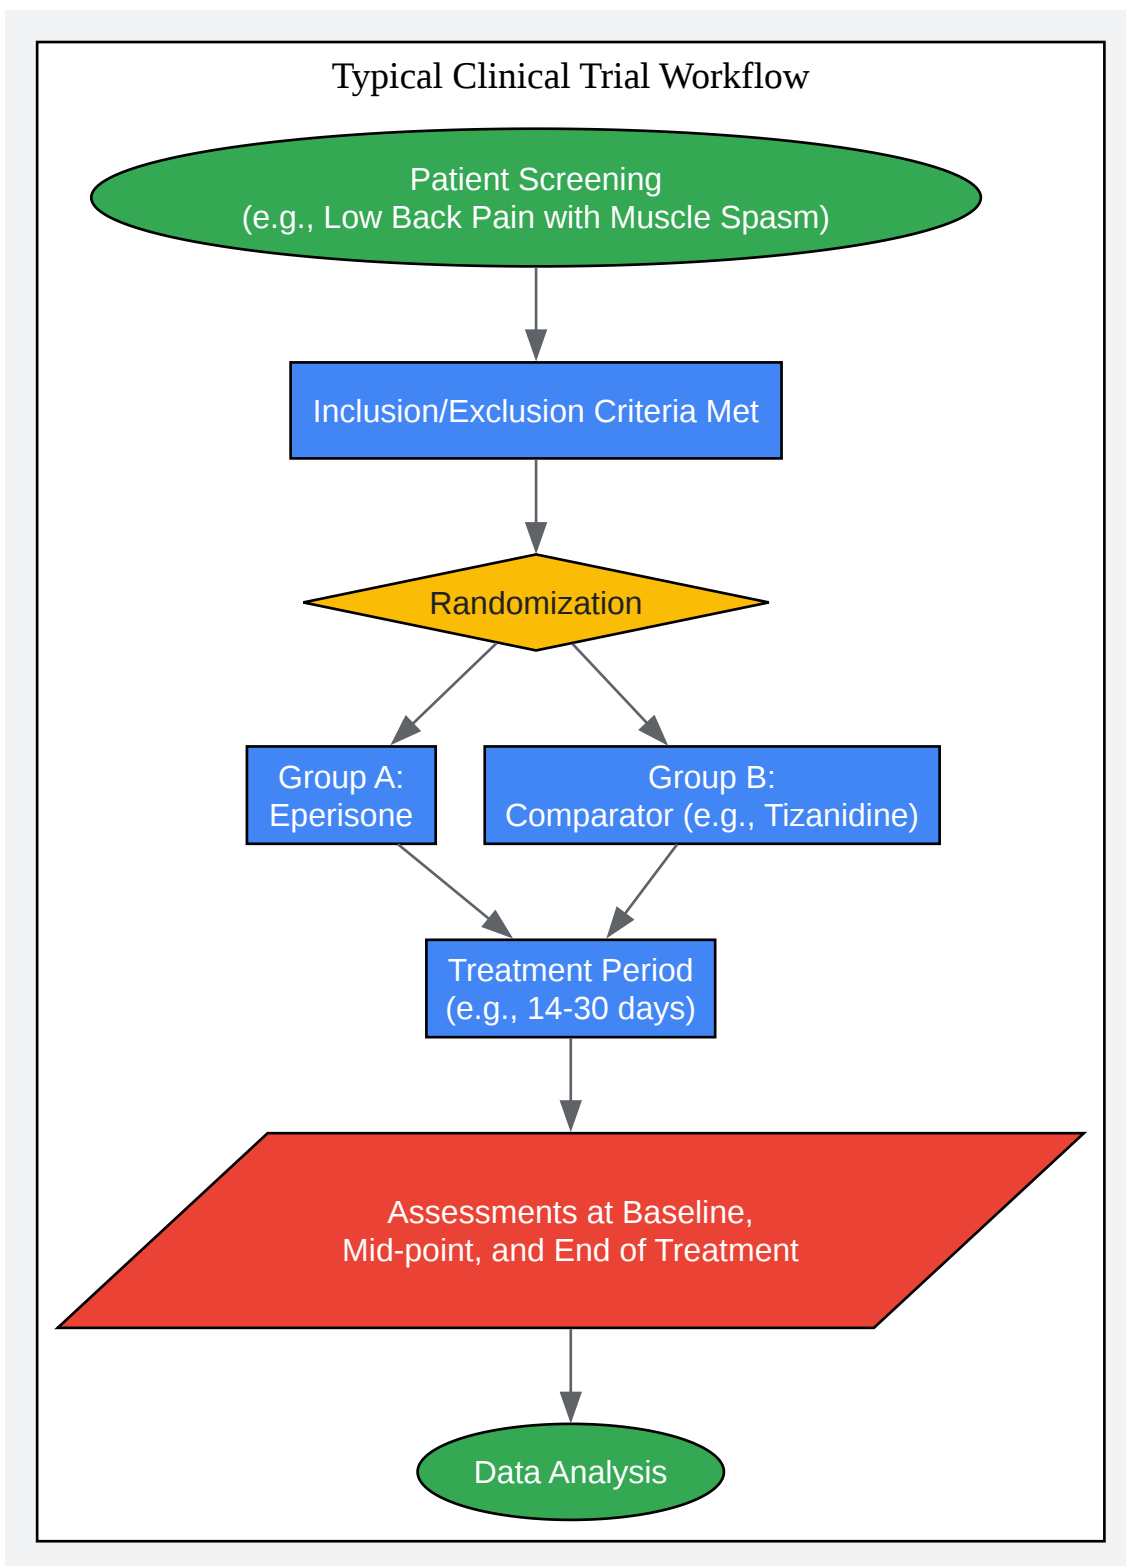 Typical Clinical Trial Workflow
Patient Screening
(e.g., Low Back Pain with Muscle Spasm)
Inclusion/Exclusion Criteria Met
Randomization
Group A:
Eperisone
Group B:
Comparator (e.g., Tizanidine)
Treatment Period
(e.g., 14-30 days)
Assessments at Baseline,
Mid-point, and End of Treatment
Data Analysis